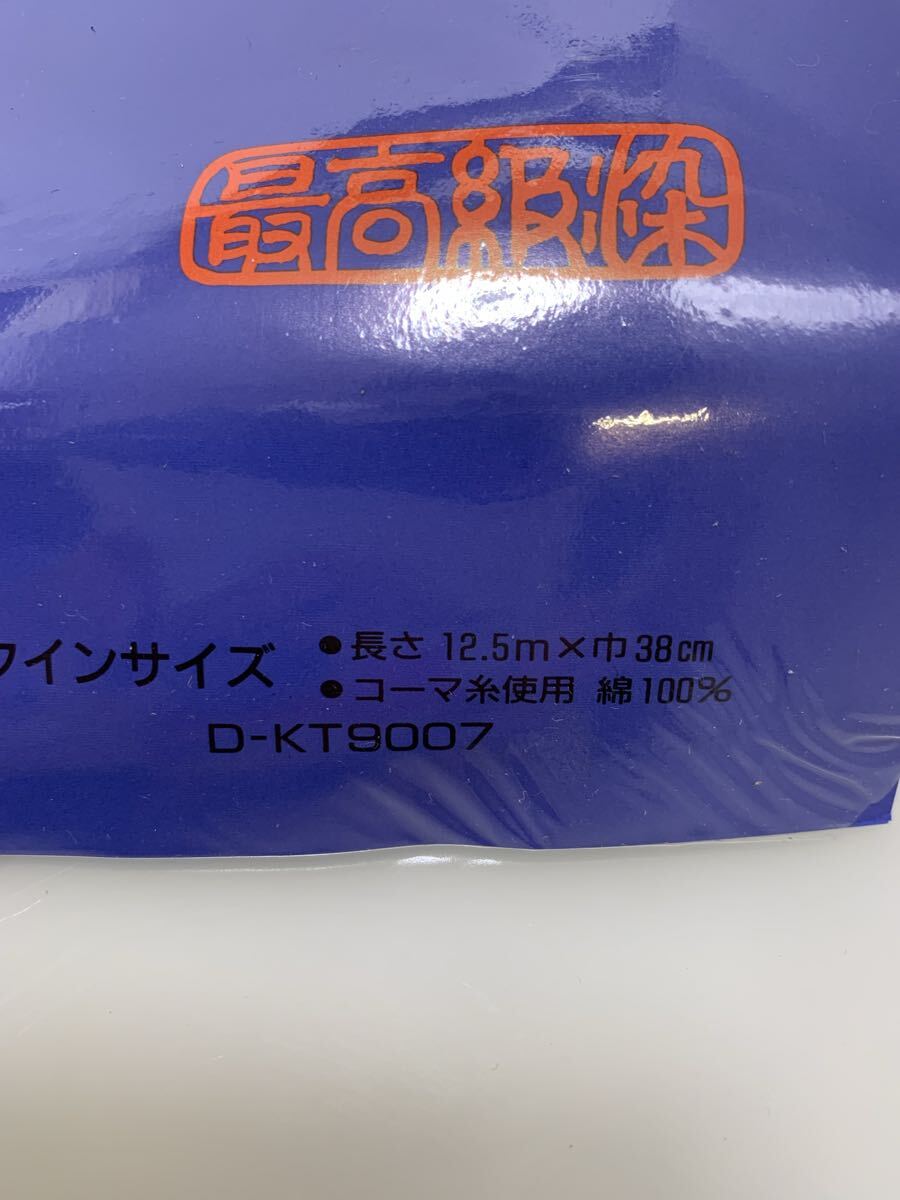 最高級染
インサイズ
●長さ 12.5m×巾38cm
●コーマ糸使用 綿100%
D-KT9007